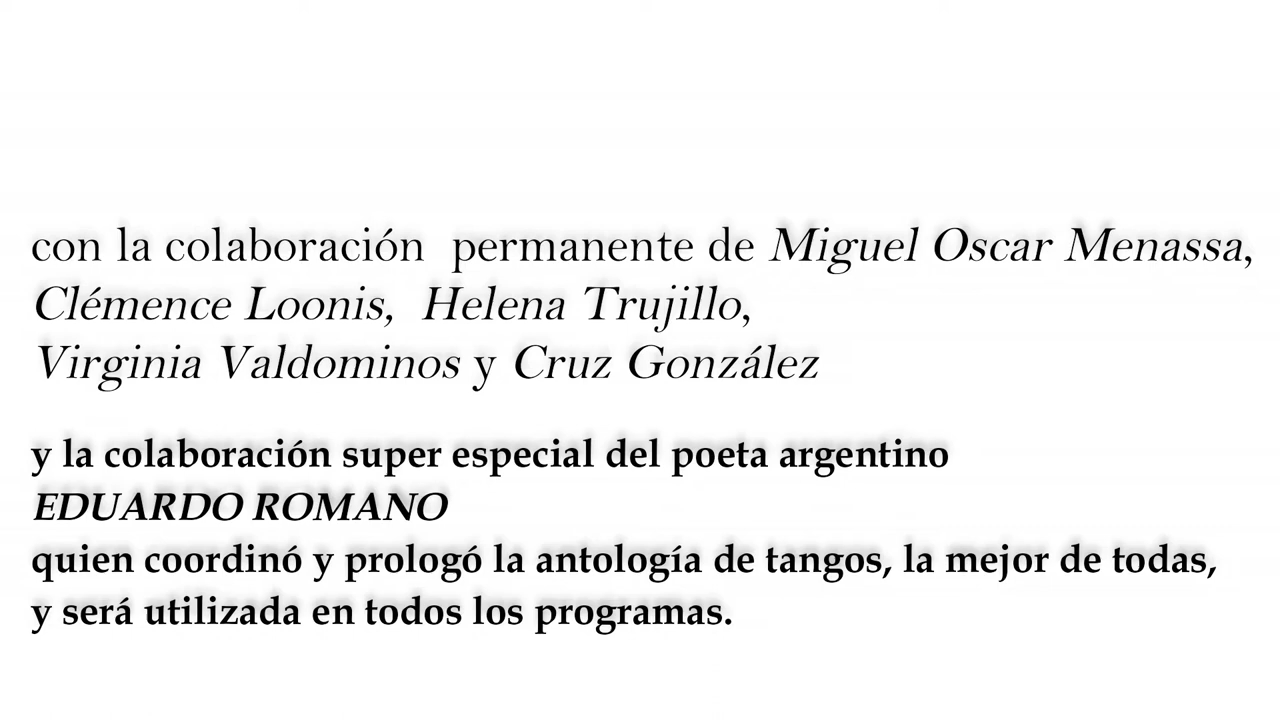 con la colaboración permanente de Miguel Oscar Menassa,
Clémence Loonis, Helena Trujillo,
Virginia Valdominos y Cruz González
y la colaboración super especial del poeta argentino
EDUARDO ROMANO
quien coordinó y prologó la antología de tangos, la mejor de todas,
y será utilizada en todos los programas.